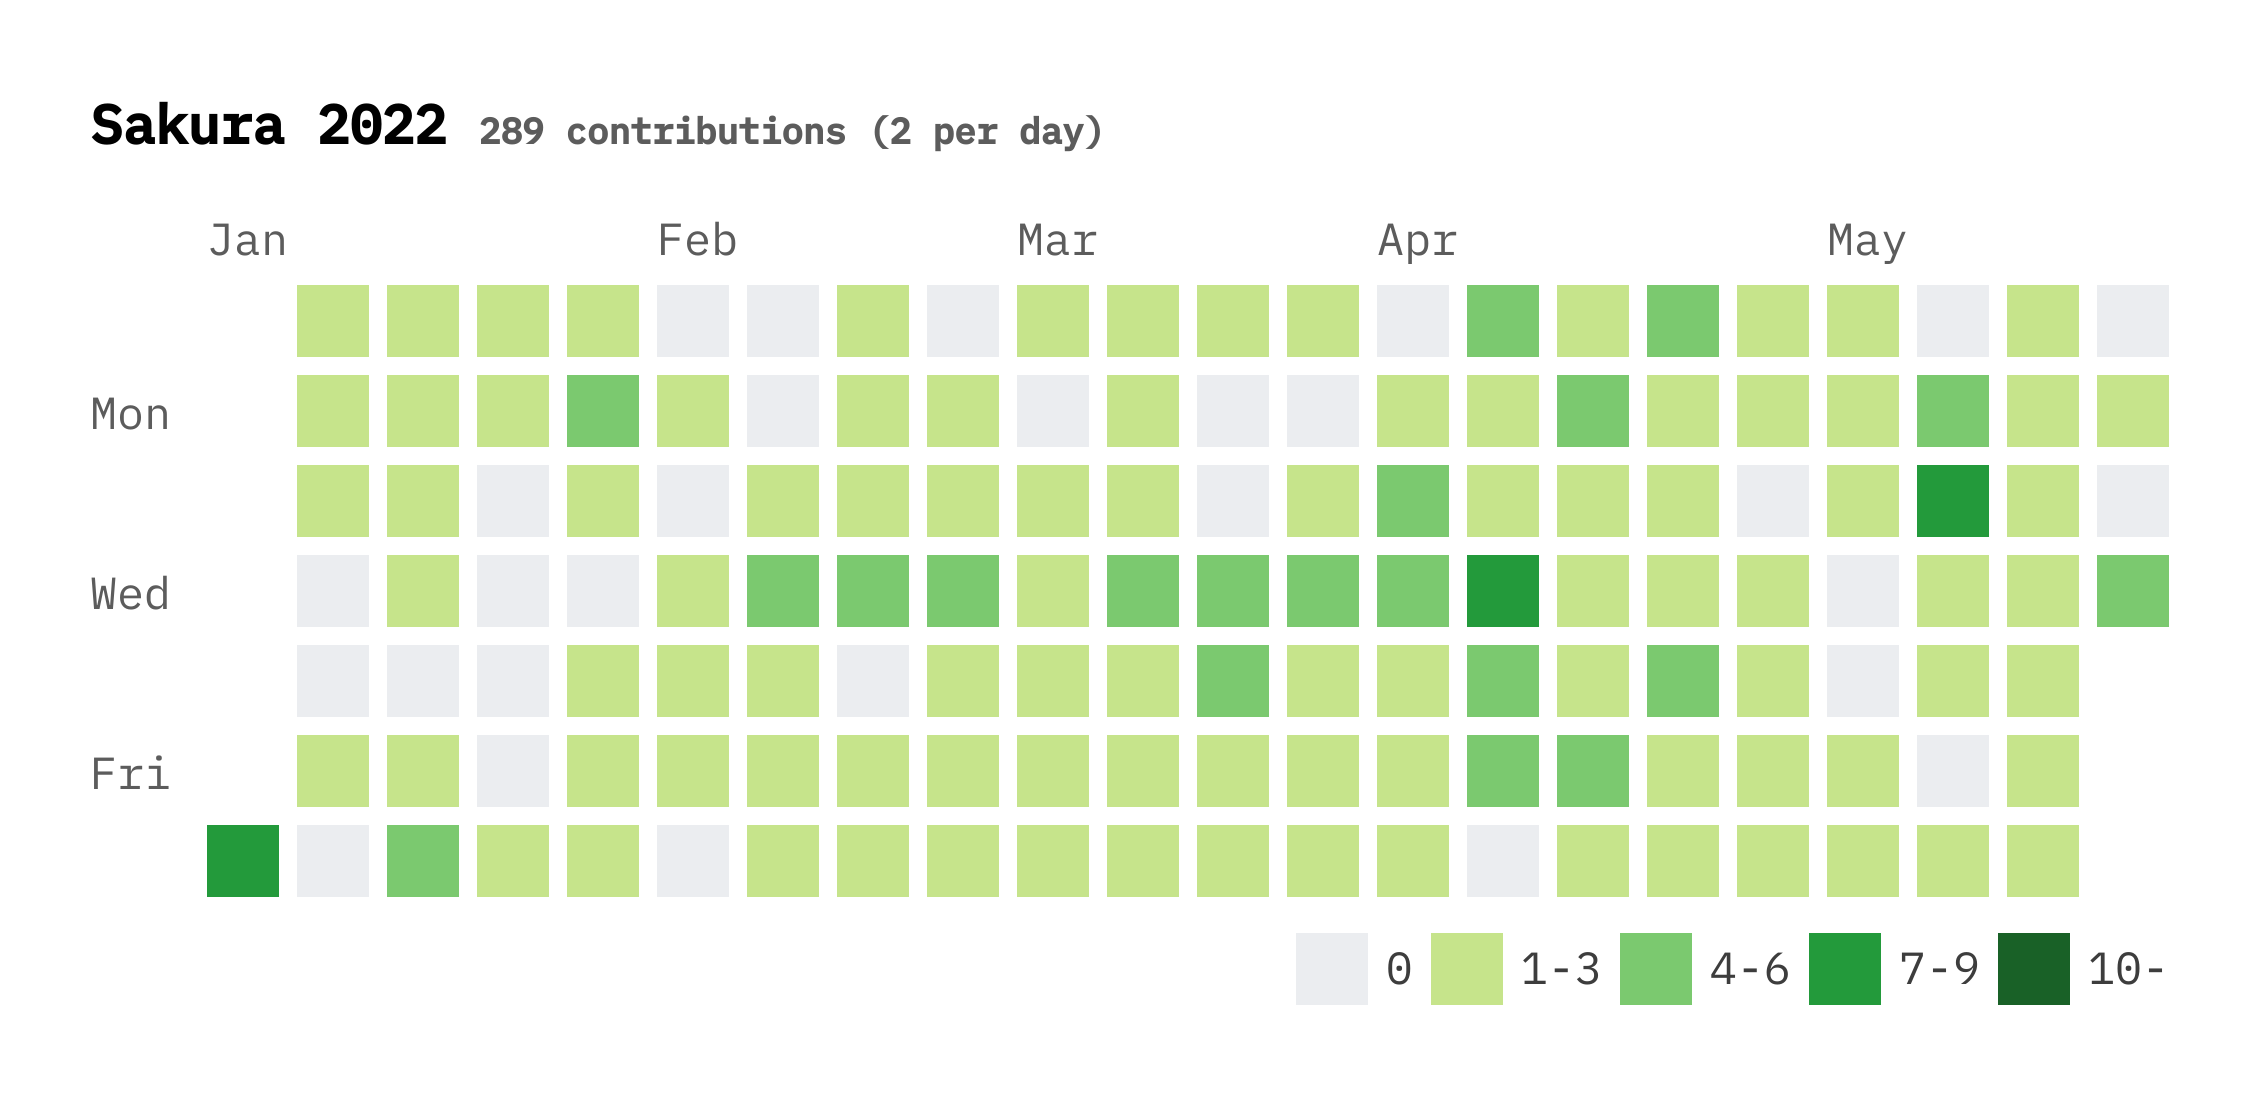 Sakura 2022 289 contributions (2 per day)
Jan Feb Mar Apr May
Mon
Wed
Fri
0 1-3 4-6 7-9 10-